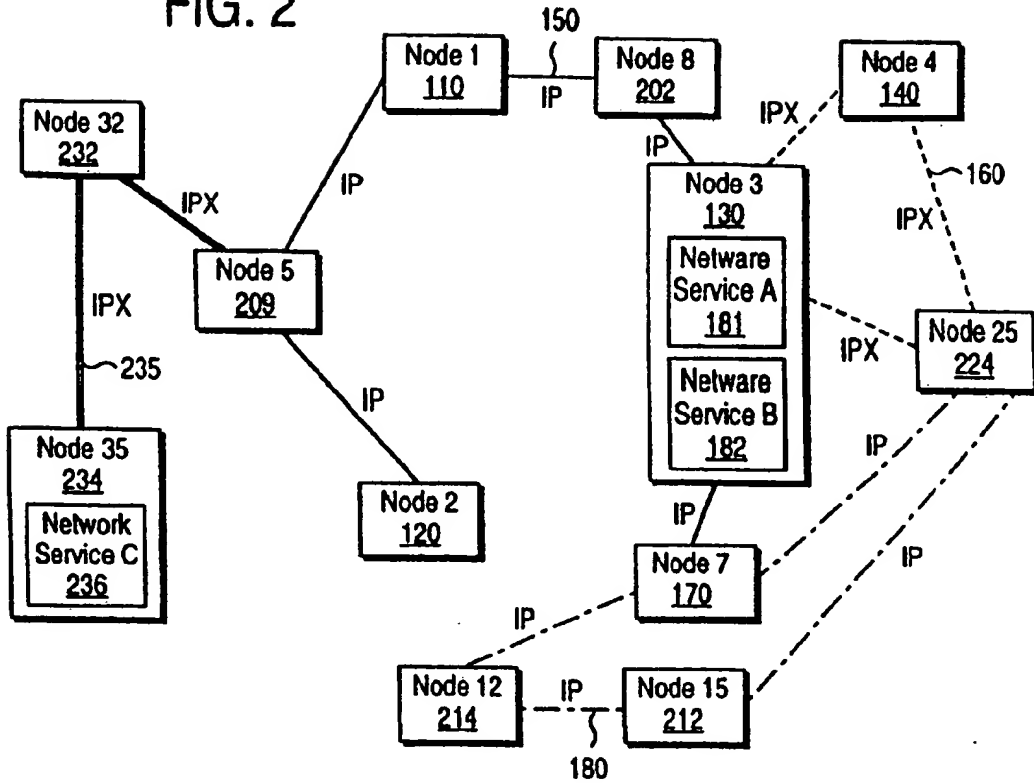 FIG. 2
150
Node 1
110
IP
Node 8
202
Node 4
140
Node 32
232
IPX
IP
IP
IPX
160
IPX
Node 3
130
Netware
Service A
181
Netware
Service B
182
Node 5
209
IPX
235
IPX
Node 25
224
IP
IP
IP
Node 35
234
Network
Service C
236
Node 2
120
IP
Node 7
170
IP
Node 12
214
IP
Node 15
212
180